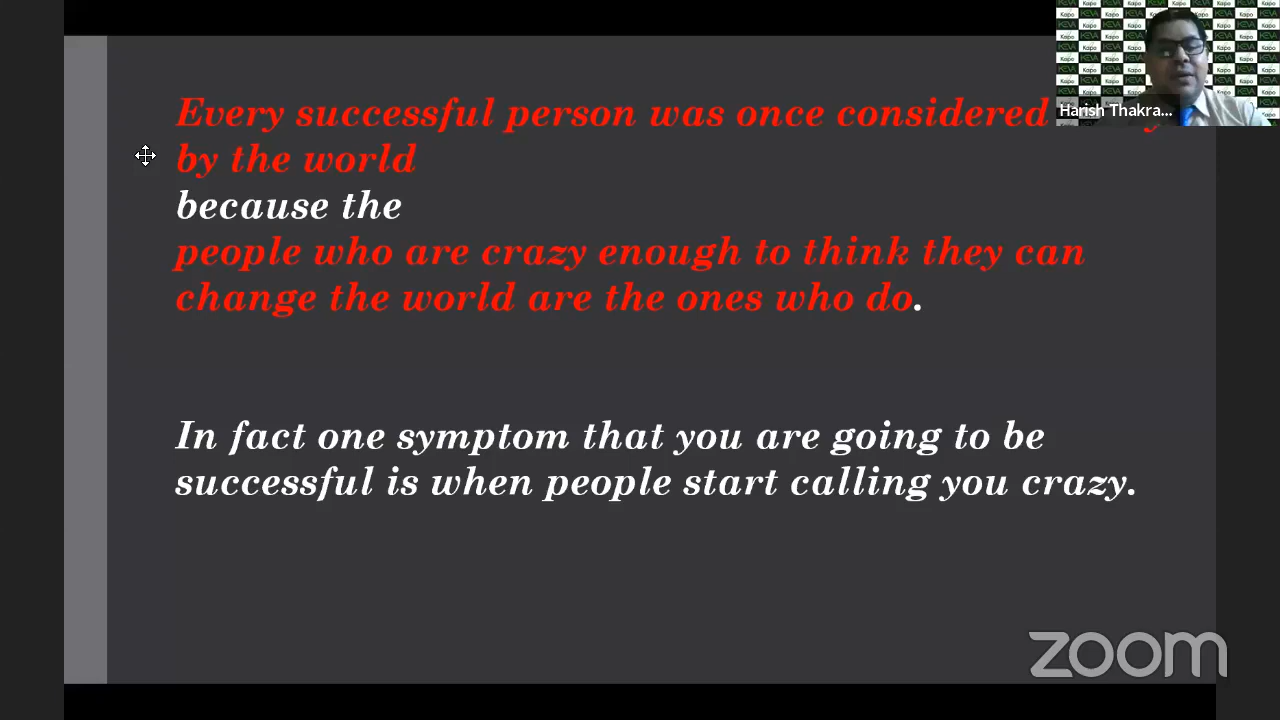 Every successful person was once considered
by the world
because the
people who are crazy enough to think they can
change the world are the ones who do.
In fact one symptom that you are going to be
successful is when people start calling you crazy.
Harish Thakra...
KEVA
Kaipo
zoom